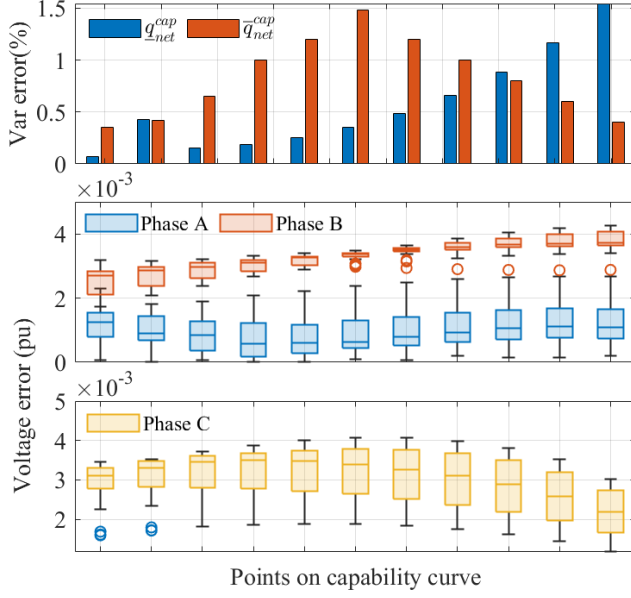 1.5
1
0.5
0
Var error(%)
q_net^cap
q̅_net^cap
×10⁻³
4
2
0
Phase A
Phase B
Voltage error (pu)
×10⁻³
5
4
3
2
Phase C
Points on capability curve